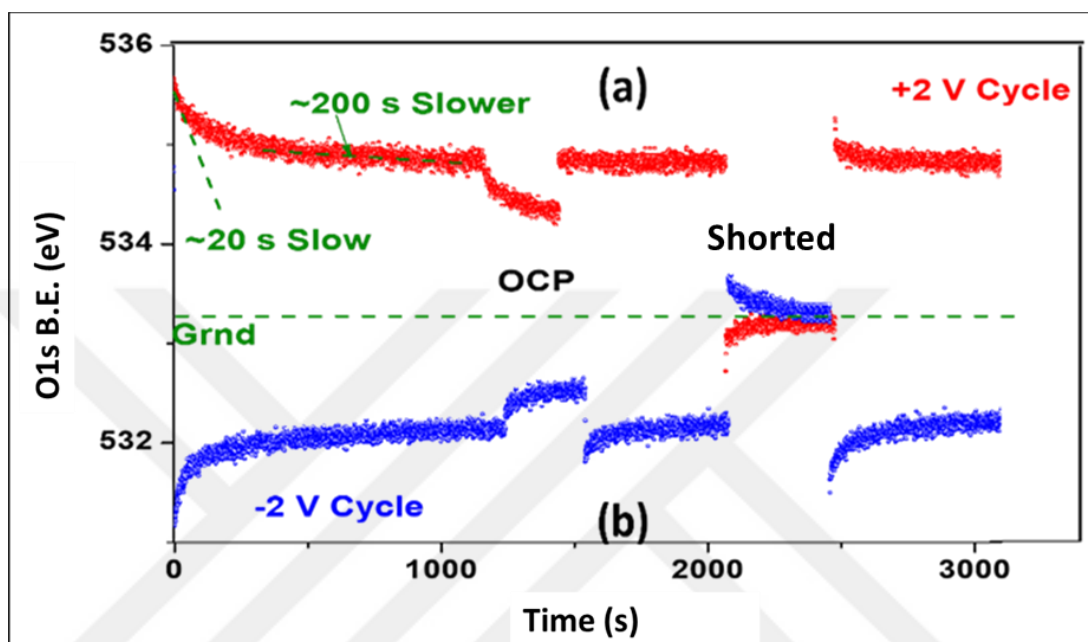 536
(a)
+2 V Cycle
~200 s Slower
534
~20 s Slow
Shorted
OCP
Grnd
O1s B.E. (eV)
532
-2 V Cycle
(b)
0
1000
2000
3000
Time (s)